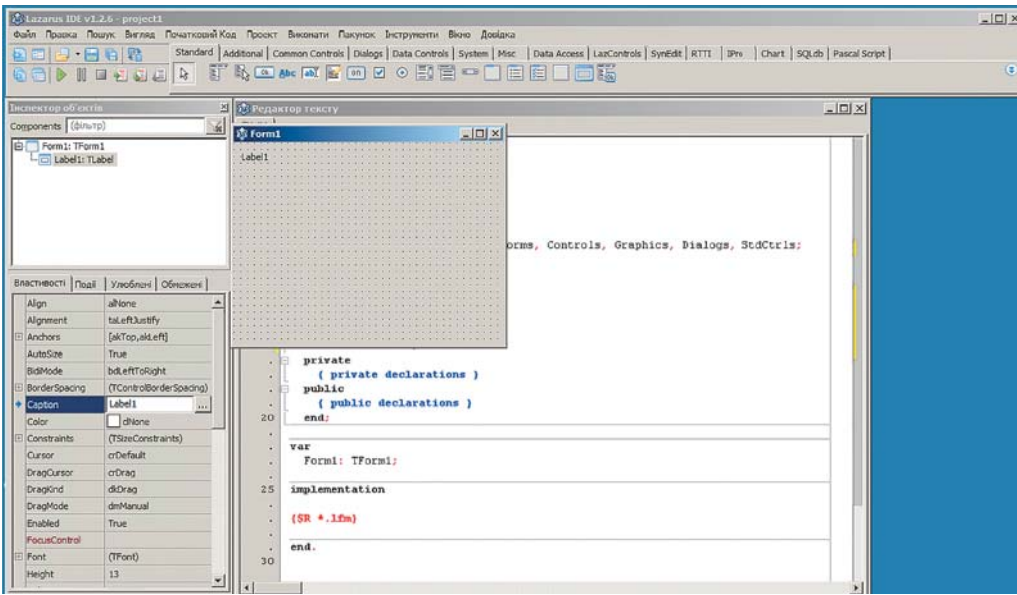 Lazarus IDE v1.2.6 - project1
Файл Правка Пошук Вигляд Початковий Код Проект Виконати Пакунок Інструменти Вікно Довідка
Standard Additional Common Controls Dialogs Data Controls System Misc Data Access LazControls SynEdit RTTI IPro Chart SQLdb Pascal Script
Ok Abc abI on
Інспектор об'єктів
Components (фільтр)
Form1: TForm1
Label1: TLabel
Властивості Події Улюблені Обмежені
Align alNone
Alignment taLeftJustify
Anchors [akTop,akLeft]
AutoSize True
BidiMode bdLeftToRight
BorderSpacing (TControlBorderSpacing)
Caption Label1 ...
Color clNone
Constraints (TSizeConstraints)
Cursor crDefault
DragCursor crDrag
DragKind dkDrag
DragMode dmManual
Enabled True
FocusControl
Font (TFont)
Height 13
Редактор тексту
Form1
Label1
orms, Controls, Graphics, Dialogs, StdCtrls;
private
{ private declarations }
public
{ public declarations }
20 end;
var
Form1: TForm1;
25 implementation
{$R *.lfm}
end.
30